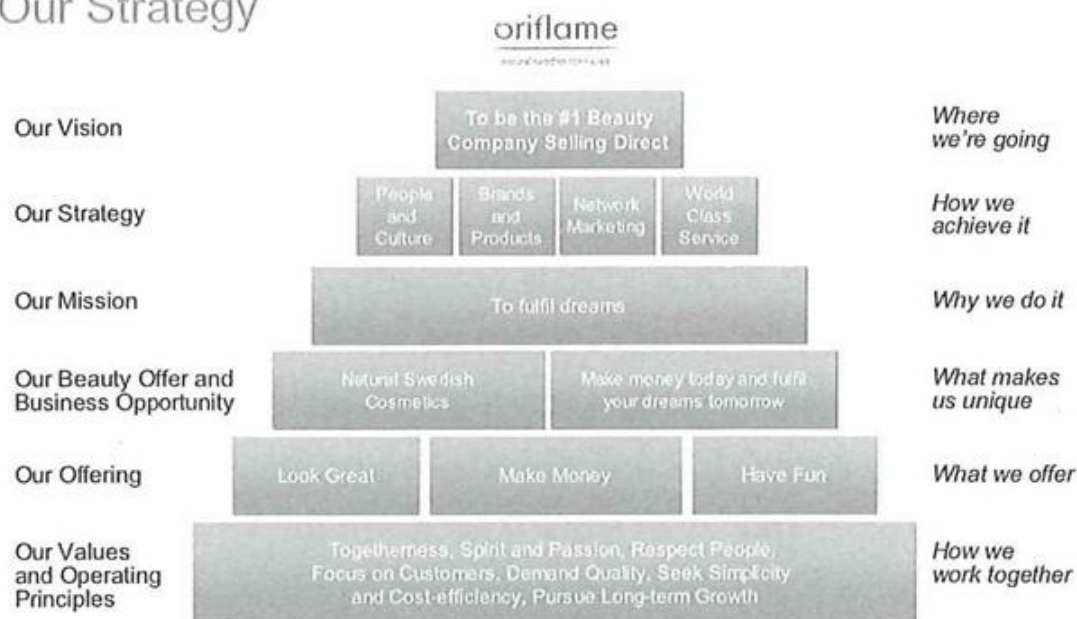 Our Strategy
oriflame
Our Vision
To be the #1 Beauty
Company Selling Direct
Where
we're going
Our Strategy
People
and
Culture
Brands
and
Products
Network
Marketing
World
Class
Service
How we
achieve it
Our Mission
To fulfil dreams
Why we do it
Our Beauty Offer and
Business Opportunity
Natural Swedish
Cosmetics
Make money today and fulfil
your dreams tomorrow
What makes
us unique
Our Offering
Look Great
Make Money
Have Fun
What we offer
Our Values
and Operating
Principles
Togetherness, Spirit and Passion, Respect People,
Focus on Customers, Demand Quality, Seek Simplicity
and Cost-efficiency, Pursue Long-term Growth
How we
work together